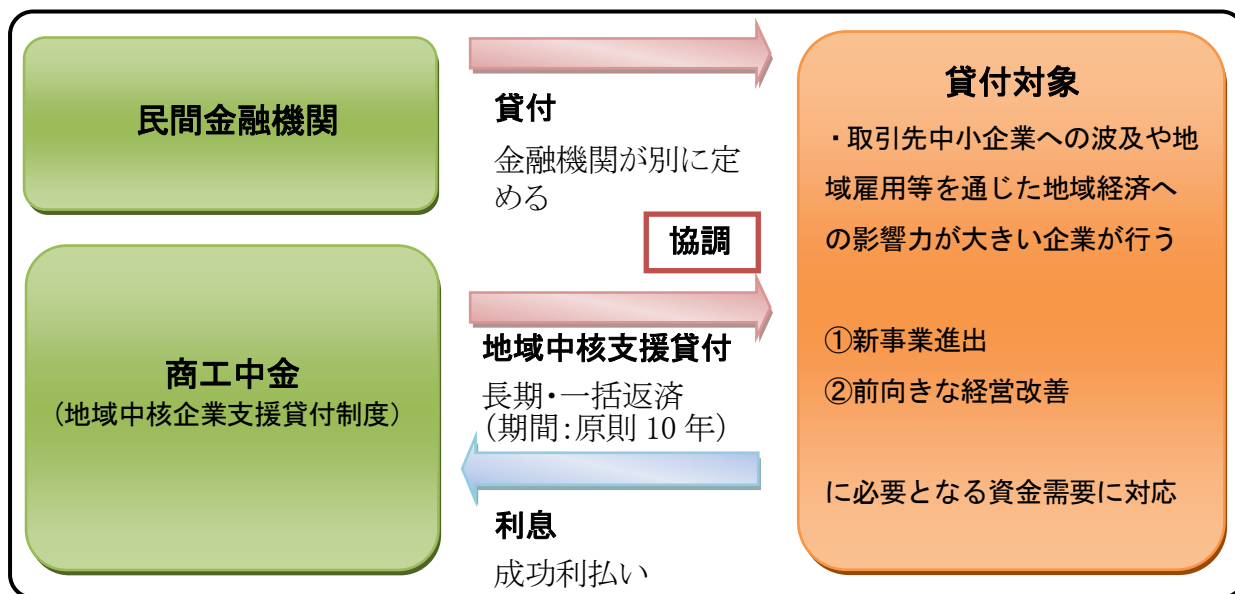 民間金融機関
貸付
金融機関が別に定
める
協調
商工中金
（地域中核企業支援貸付制度）
地域中核支援貸付
長期・一括返済
（期間：原則 10 年）
利息
成功利払い
貸付対象
・取引先中小企業への波及や地
域雇用等を通じた地域経済へ
の影響力が大きい企業が行う
①新事業進出
②前向きな経営改善
に必要となる資金需要に対応